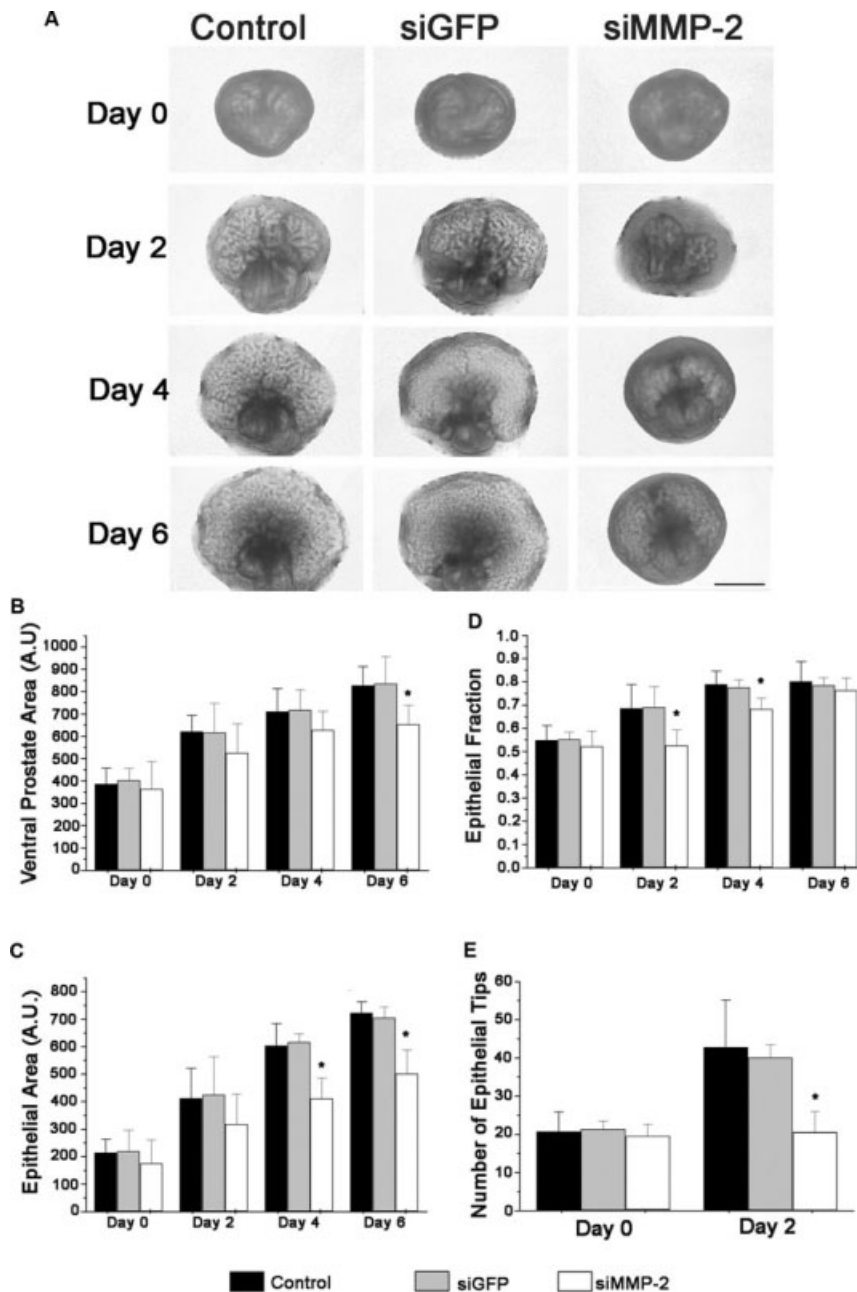 A
Control siGFP siMMP-2
Day 0
Day 2
Day 4
Day 6
B
Ventral Prostate Area (A.U)
1000
900
800
700
600
500
400
300
200
100
0
*
Day 0 Day 2 Day 4 Day 6
D
Epithelial Fraction
1.0
0.9
0.8
0.7
0.6
0.5
0.4
0.3
0.2
0.1
0.0
* *
Day 0 Day 2 Day 4 Day 6
C
Epithelial Area (A.U.)
800
700
600
500
400
300
200
100
0
* *
Day 0 Day 2 Day 4 Day 6
E
Number of Epithelial Tips
60
50
40
30
20
10
0
*
Day 0 Day 2
Control siGFP siMMP-2